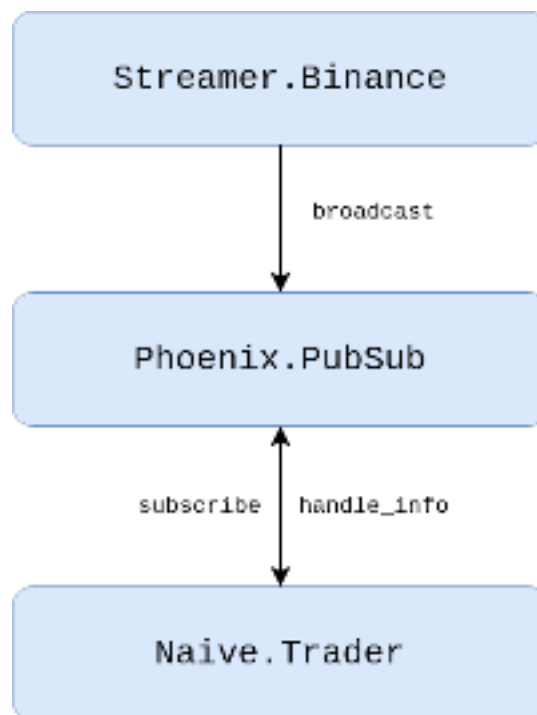 Streamer.Binance
broadcast
Phoenix.PubSub
subscribe handle_info
Naive.Trader